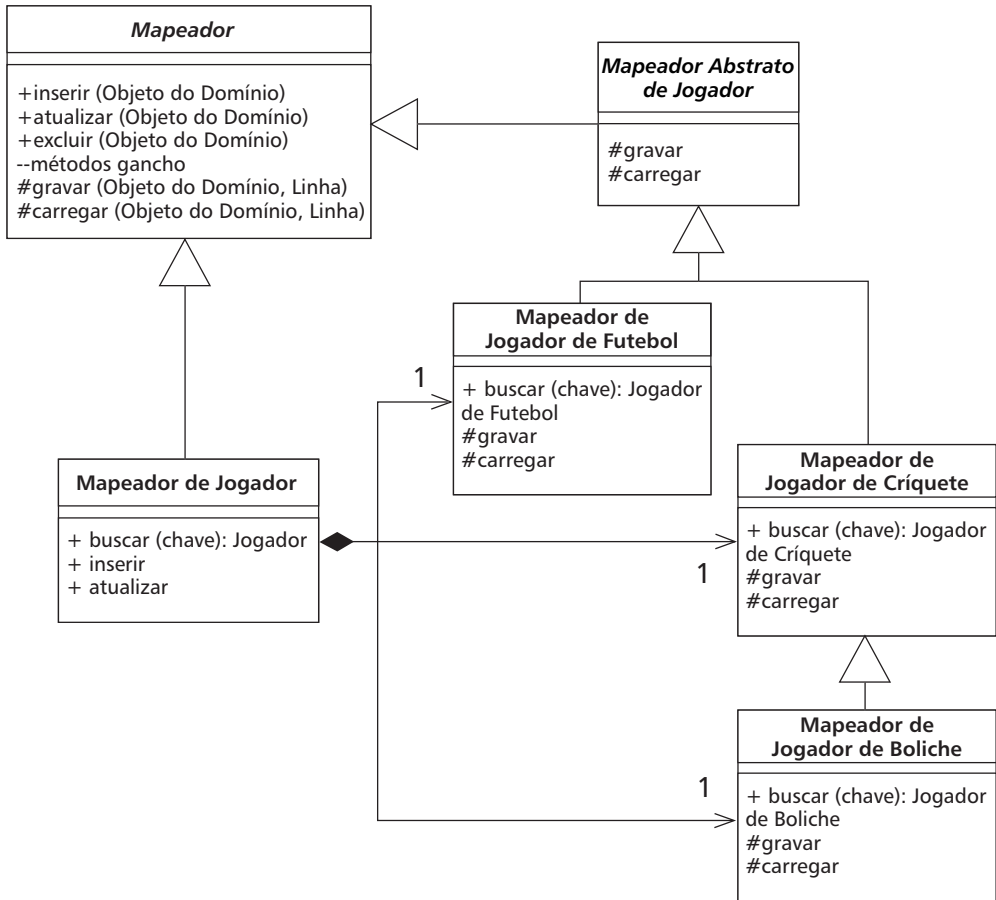 Mapeador
+inserir (Objeto do Domínio)
+atualizar (Objeto do Domínio)
+excluir (Objeto do Domínio)
--métodos gancho
#gravar (Objeto do Domínio, Linha)
#carregar (Objeto do Domínio, Linha)
Mapeador Abstrato
de Jogador
#gravar
#carregar
Mapeador de
Jogador de Futebol
+ buscar (chave): Jogador
de Futebol
#gravar
#carregar
1
Mapeador de Jogador
+ buscar (chave): Jogador
+ inserir
+ atualizar
Mapeador de
Jogador de Críquete
+ buscar (chave): Jogador
de Críquete
#gravar
#carregar
1
Mapeador de
Jogador de Boliche
+ buscar (chave): Jogador
de Boliche
#gravar
#carregar
1